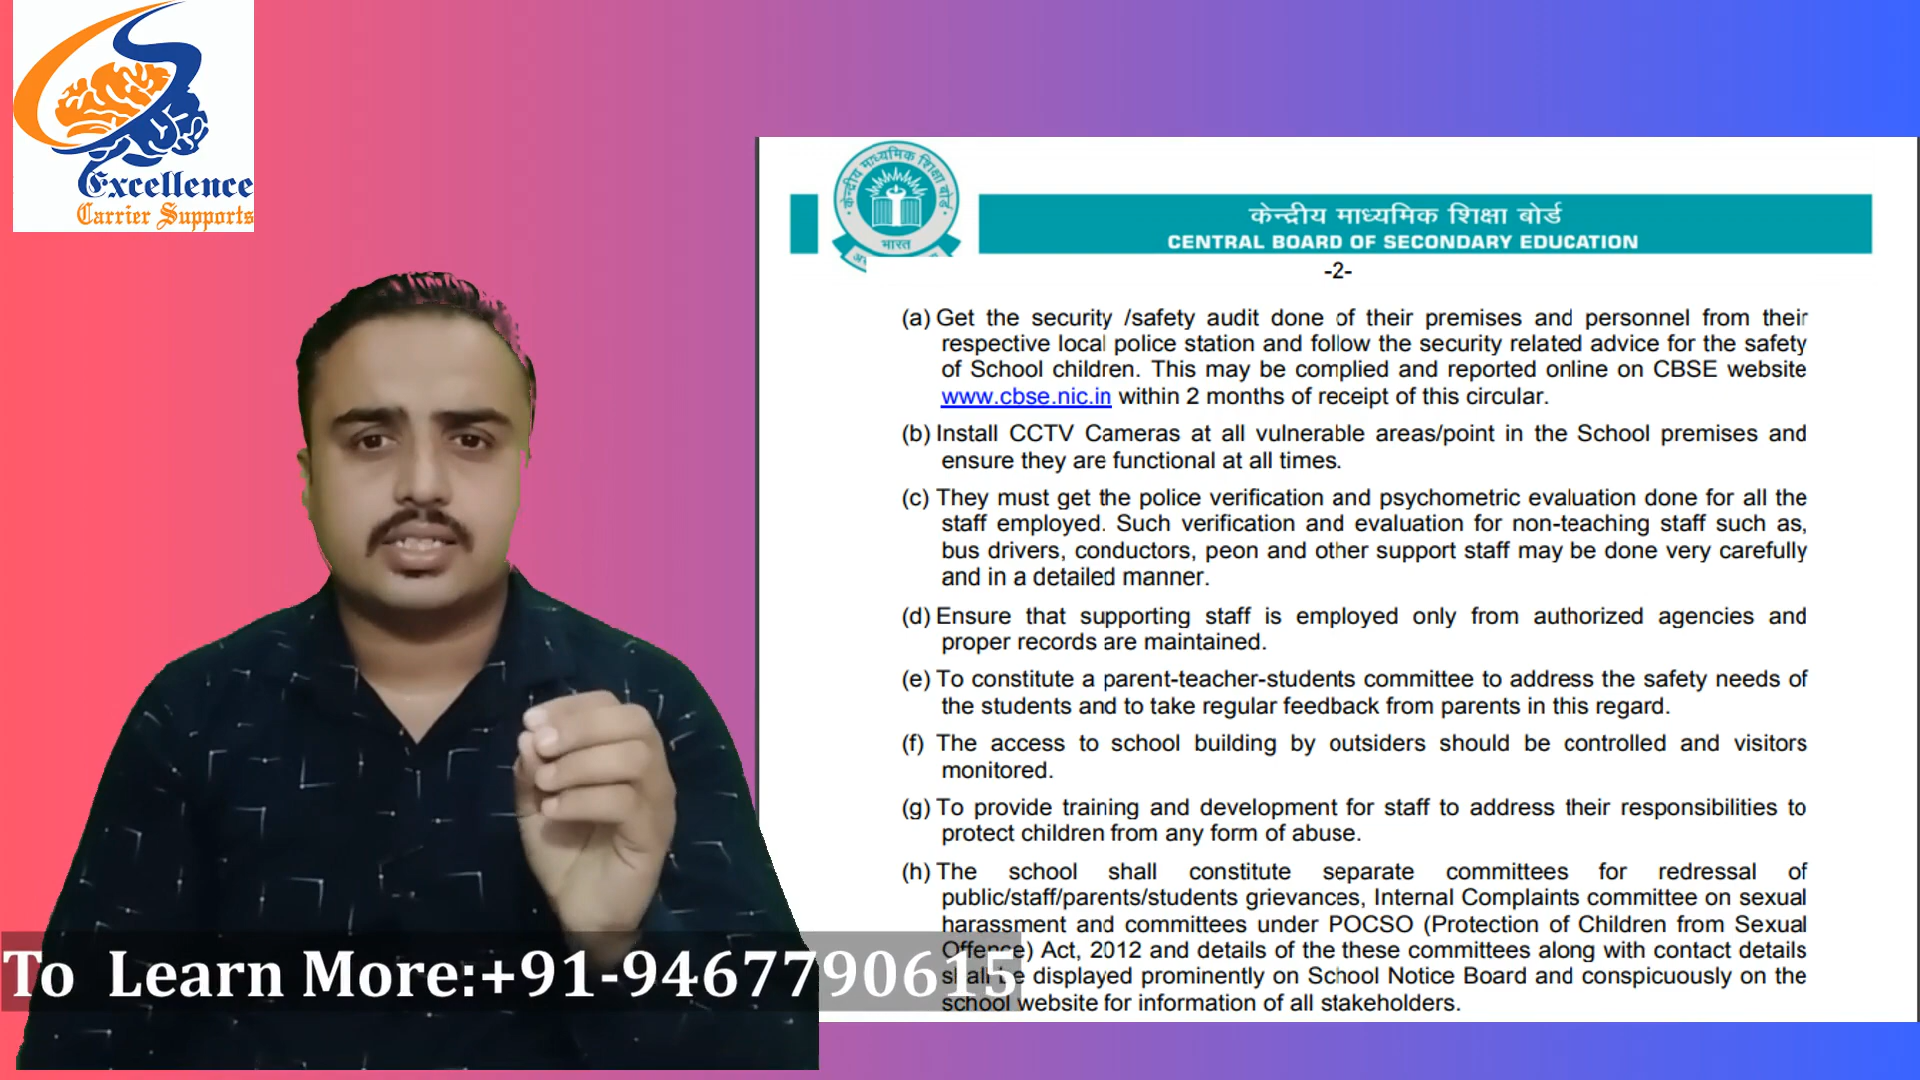 Excellence
Carrier Supports
केन्द्रीय माध्यमिक शिक्षा बोर्ड
भारत
केन्द्रीय माध्यमिक शिक्षा बोर्ड
CENTRAL BOARD OF SECONDARY EDUCATION
-2-
(a) Get the security /safety audit done of their premises and personnel from their
respective local police station and follow the security related advice for the safety
of School children. This may be complied and reported online on CBSE website
www.cbse.nic.in within 2 months of receipt of this circular.
(b) Install CCTV Cameras at all vulnerable areas/point in the School premises and
ensure they are functional at all times.
(c) They must get the police verification and psychometric evaluation done for all the
staff employed. Such verification and evaluation for non-teaching staff such as,
bus drivers, conductors, peon and other support staff may be done very carefully
and in a detailed manner.
(d) Ensure that supporting staff is employed only from authorized agencies and
proper records are maintained.
(e) To constitute a parent-teacher-students committee to address the safety needs of
the students and to take regular feedback from parents in this regard.
(f) The access to school building by outsiders should be controlled and visitors
monitored.
(g) To provide training and development for staff to address their responsibilities to
protect children from any form of abuse.
(h) The school shall constitute separate committees for redressal of
public/staff/parents/students grievances, Internal Complaints committee on sexual
harassment and committees under POCSO (Protection of Children from Sexual
Offence) Act, 2012 and details of the these committees along with contact details
shall be displayed prominently on School Notice Board and conspicuously on the
school website for information of all stakeholders.
To Learn More:+91-9467790615